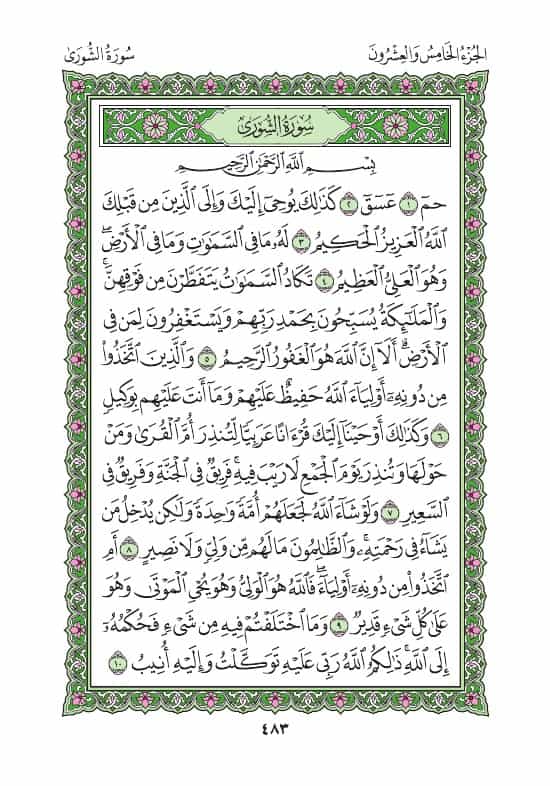 الجُزْءُ الخَامِسُ وَالعِشْرُونَ
سُورَةُ الشُّورَىٰ
سُورَةُ الشُّورَىٰ
بِسْمِ اللَّهِ الرَّحْمَٰنِ الرَّحِيمِ
حمٓ ١ عٓسٓقٓ ٢ كَذَٰلِكَ يُوحِىٓ إِلَيْكَ وَإِلَى ٱلَّذِينَ مِن قَبْلِكَ
ٱللَّهُ ٱلْعَزِيزُ ٱلْحَكِيمُ ٣ لَهُۥ مَا فِى ٱلسَّمَٰوَٰتِ وَمَا فِى ٱلْأَرْضِۖ
وَهُوَ ٱلْعَلِىُّ ٱلْعَظِيمُ ٤ تَكَادُ ٱلسَّمَٰوَٰتُ يَتَفَطَّرْنَ مِن فَوْقِهِنَّۚ
وَٱلْمَلَٰٓئِكَةُ يُسَبِّحُونَ بِحَمْدِ رَبِّهِمْ وَيَسْتَغْفِرُونَ لِمَن فِى
ٱلْأَرْضِۗ أَلَآ إِنَّ ٱللَّهَ هُوَ ٱلْغَفُورُ ٱلرَّحِيمُ ٥ وَٱلَّذِينَ ٱتَّخَذُوا۟
مِن دُونِهِۦٓ أَوْلِيَآءَ ٱللَّهُ حَفِيظٌ عَلَيْهِمْ وَمَآ أَنتَ عَلَيْهِم بِوَكِيلٍ
٦ وَكَذَٰلِكَ أَوْحَيْنَآ إِلَيْكَ قُرْءَانًا عَرَبِيًّا لِّتُنذِرَ أُمَّ ٱلْقُرَىٰ وَمَنْ
حَوْلَهَا وَتُنذِرَ يَوْمَ ٱلْجَمْعِ لَا رَيْبَ فِيهِۚ فَرِيقٌ فِى ٱلْجَنَّةِ وَفَرِيقٌ فِى
ٱلسَّعِيرِ ٧ وَلَوْ شَآءَ ٱللَّهُ لَجَعَلَهُمْ أُمَّةً وَٰحِدَةً وَلَٰكِن يُدْخِلُ مَن
يَشَآءُ فِى رَحْمَتِهِۦۚ وَٱلظَّٰلِمُونَ مَا لَهُم مِّن وَلِىٍّ وَلَا نَصِيرٍ ٨ أَمِ
ٱتَّخَذُوا۟ مِن دُونِهِۦٓ أَوْلِيَآءَۖ فَٱللَّهُ هُوَ ٱلْوَلِىُّ وَهُوَ يُحْىِ ٱلْمَوْتَىٰ وَهُوَ
عَلَىٰ كُلِّ شَىْءٍ قَدِيرٌ ٩ وَمَا ٱخْتَلَفْتُمْ فِيهِ مِن شَىْءٍ فَحُكْمُهُۥٓ
إِلَى ٱللَّهِۚ ذَٰلِكُمُ ٱللَّهُ رَبِّى عَلَيْهِ تَوَكَّلْتُ وَإِلَيْهِ أُنِيبُ ١٠
٤٨٣